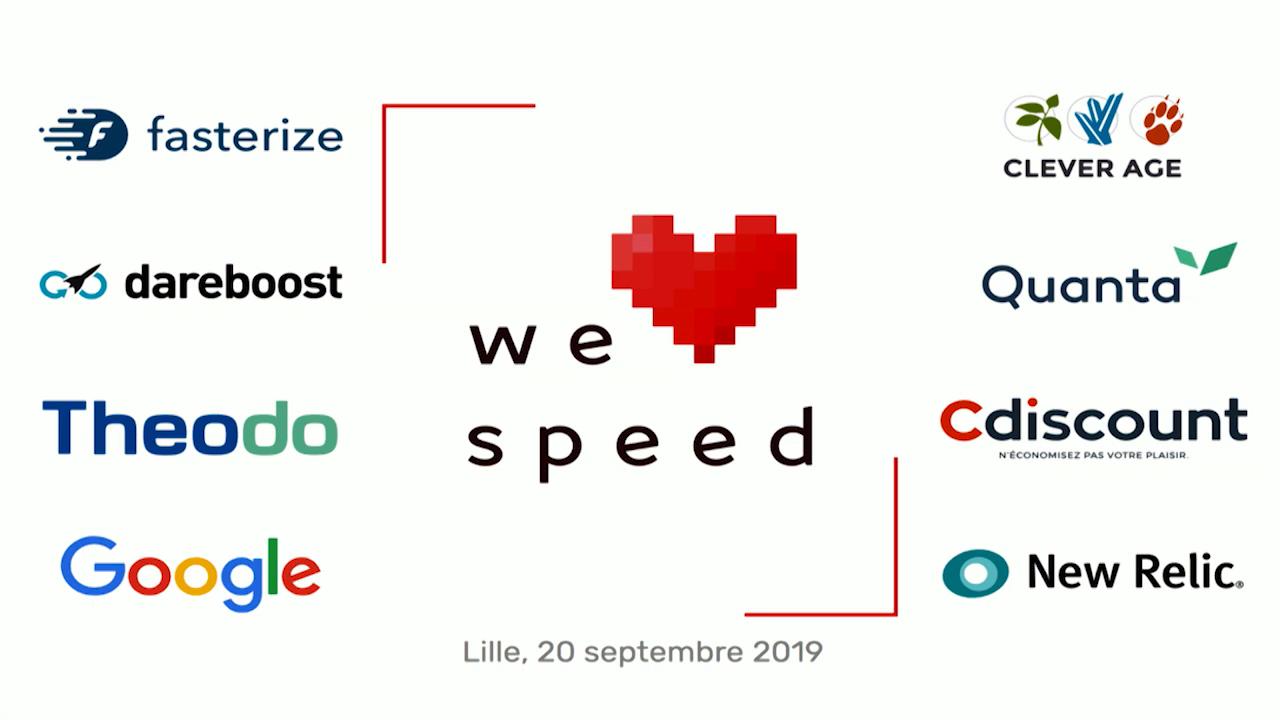 fasterize
dareboost
Theodo
Google
we
speed
Lille, 20 septembre 2019
CLEVER AGE
Quanta
Cdiscount
N'ÉCONOMISEZ PAS VOTRE PLAISIR.
New Relic®